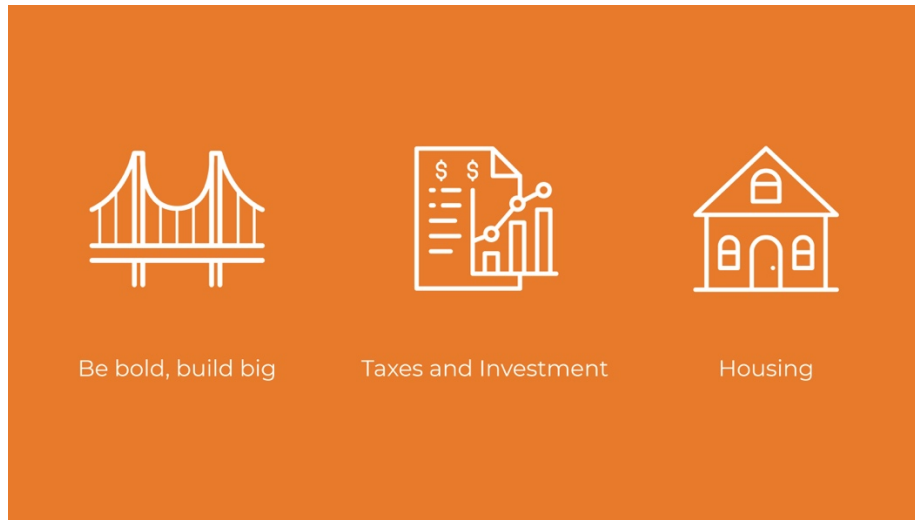 $ $
Be bold, build big
Taxes and Investment
Housing